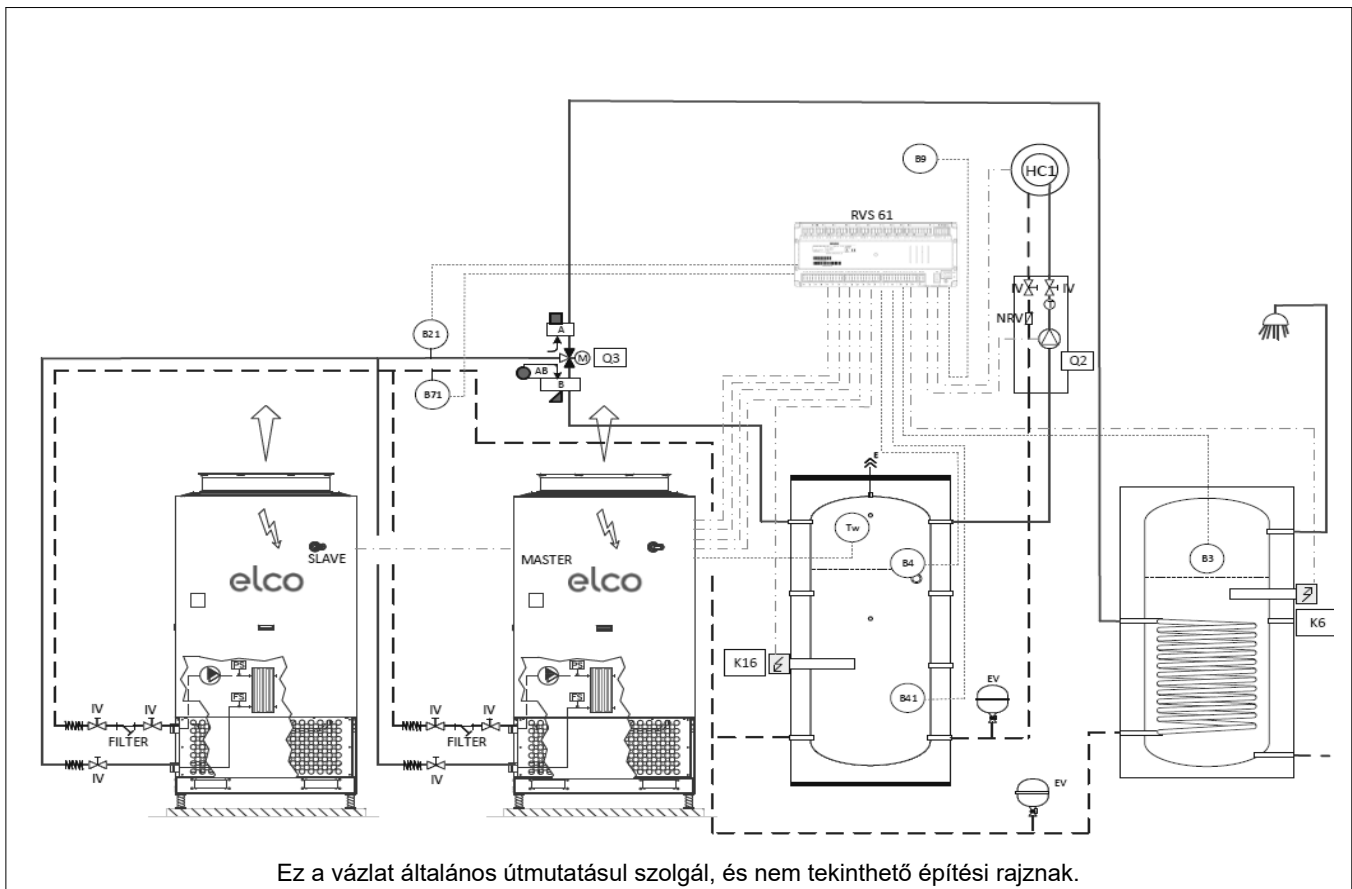 B9
HC1
RVS 61
IV
IV
T
NRV
B21
A
M
Q3
Q2
AB
B
B71
E
Tw
SLAVE
MASTER
B4
B3
elco
elco
K6
K16
PS
PS
FS
FS
B41
EV
IV
IV
IV
IV
FILTER
FILTER
IV
IV
EV
Ez a vázlat általános útmutatásul szolgál, és nem tekinthető építési rajznak.